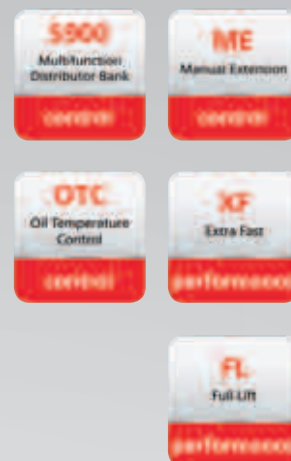 S900
Multifunction
Distributor Bank
control
ME
Manual Extension
control
OTC
Oil Temperature
Control
control
XF
Extra Fast
performance
FL
Full-Lift
performance